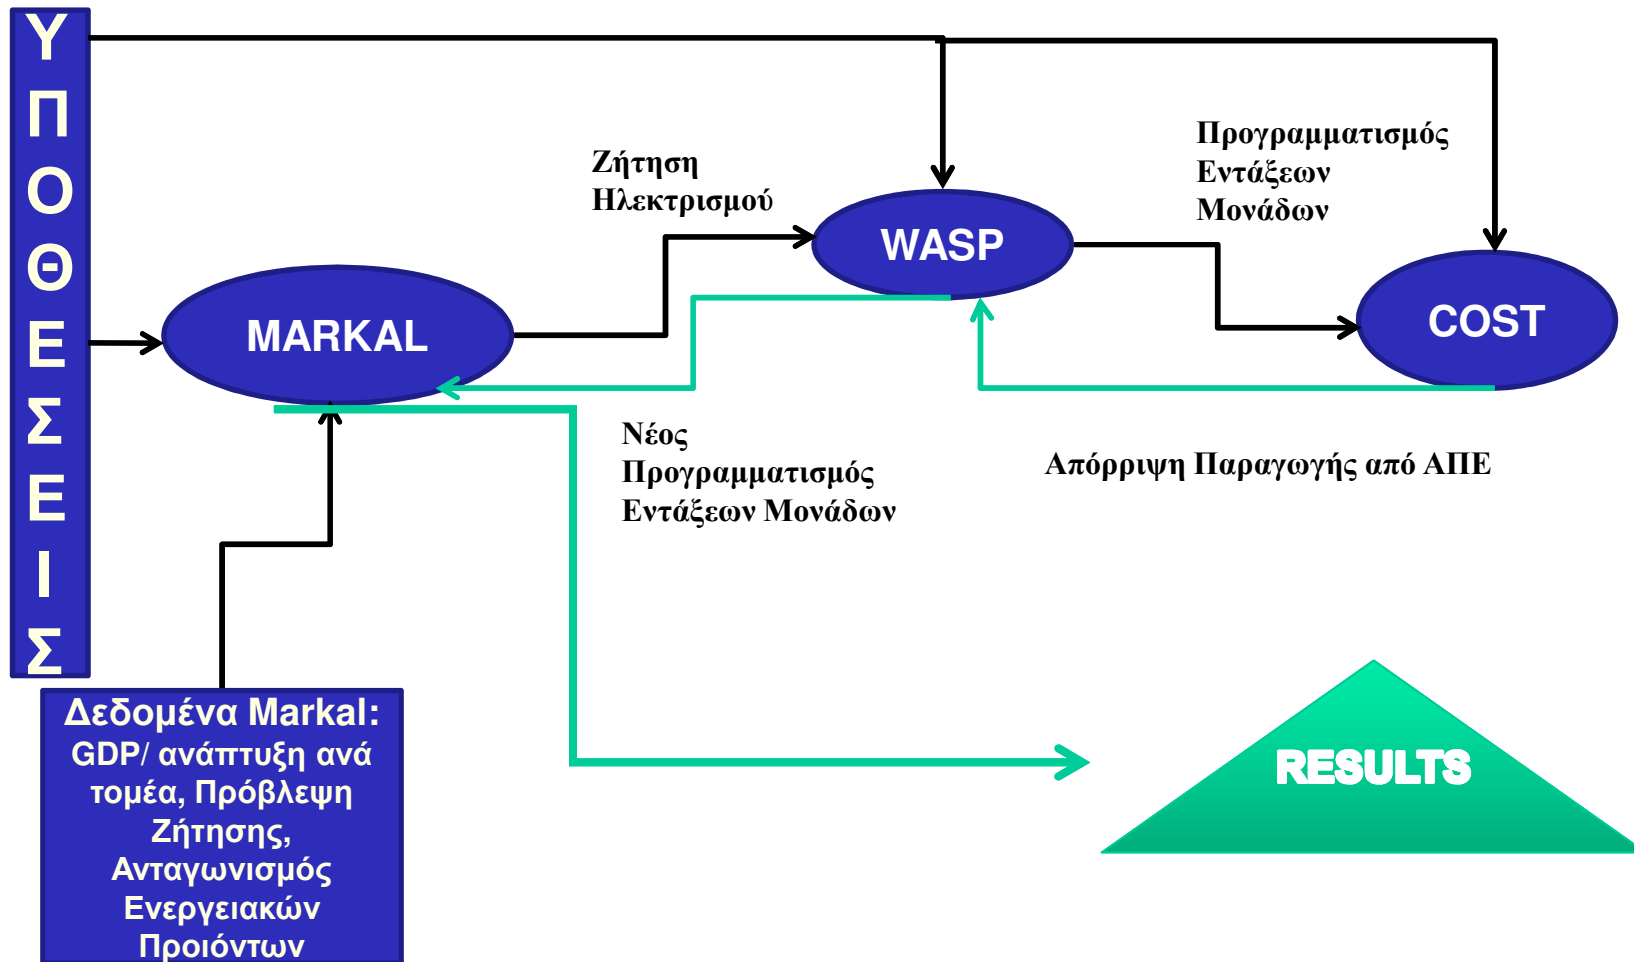 ΥΠΟΘΕΣΕΙΣ
Ζήτηση
Ηλεκτρισμού
Προγραμματισμός
Εντάξεων
Μονάδων
WASP
MARKAL
COST
Νέος
Προγραμματισμός
Εντάξεων Μονάδων
Απόρριψη Παραγωγής από ΑΠΕ
Δεδομένα Markal:
GDP/ ανάπτυξη ανά
τομέα, Πρόβλεψη
Ζήτησης,
Ανταγωνισμός
Ενεργειακών
Προιόντων
RESULTS